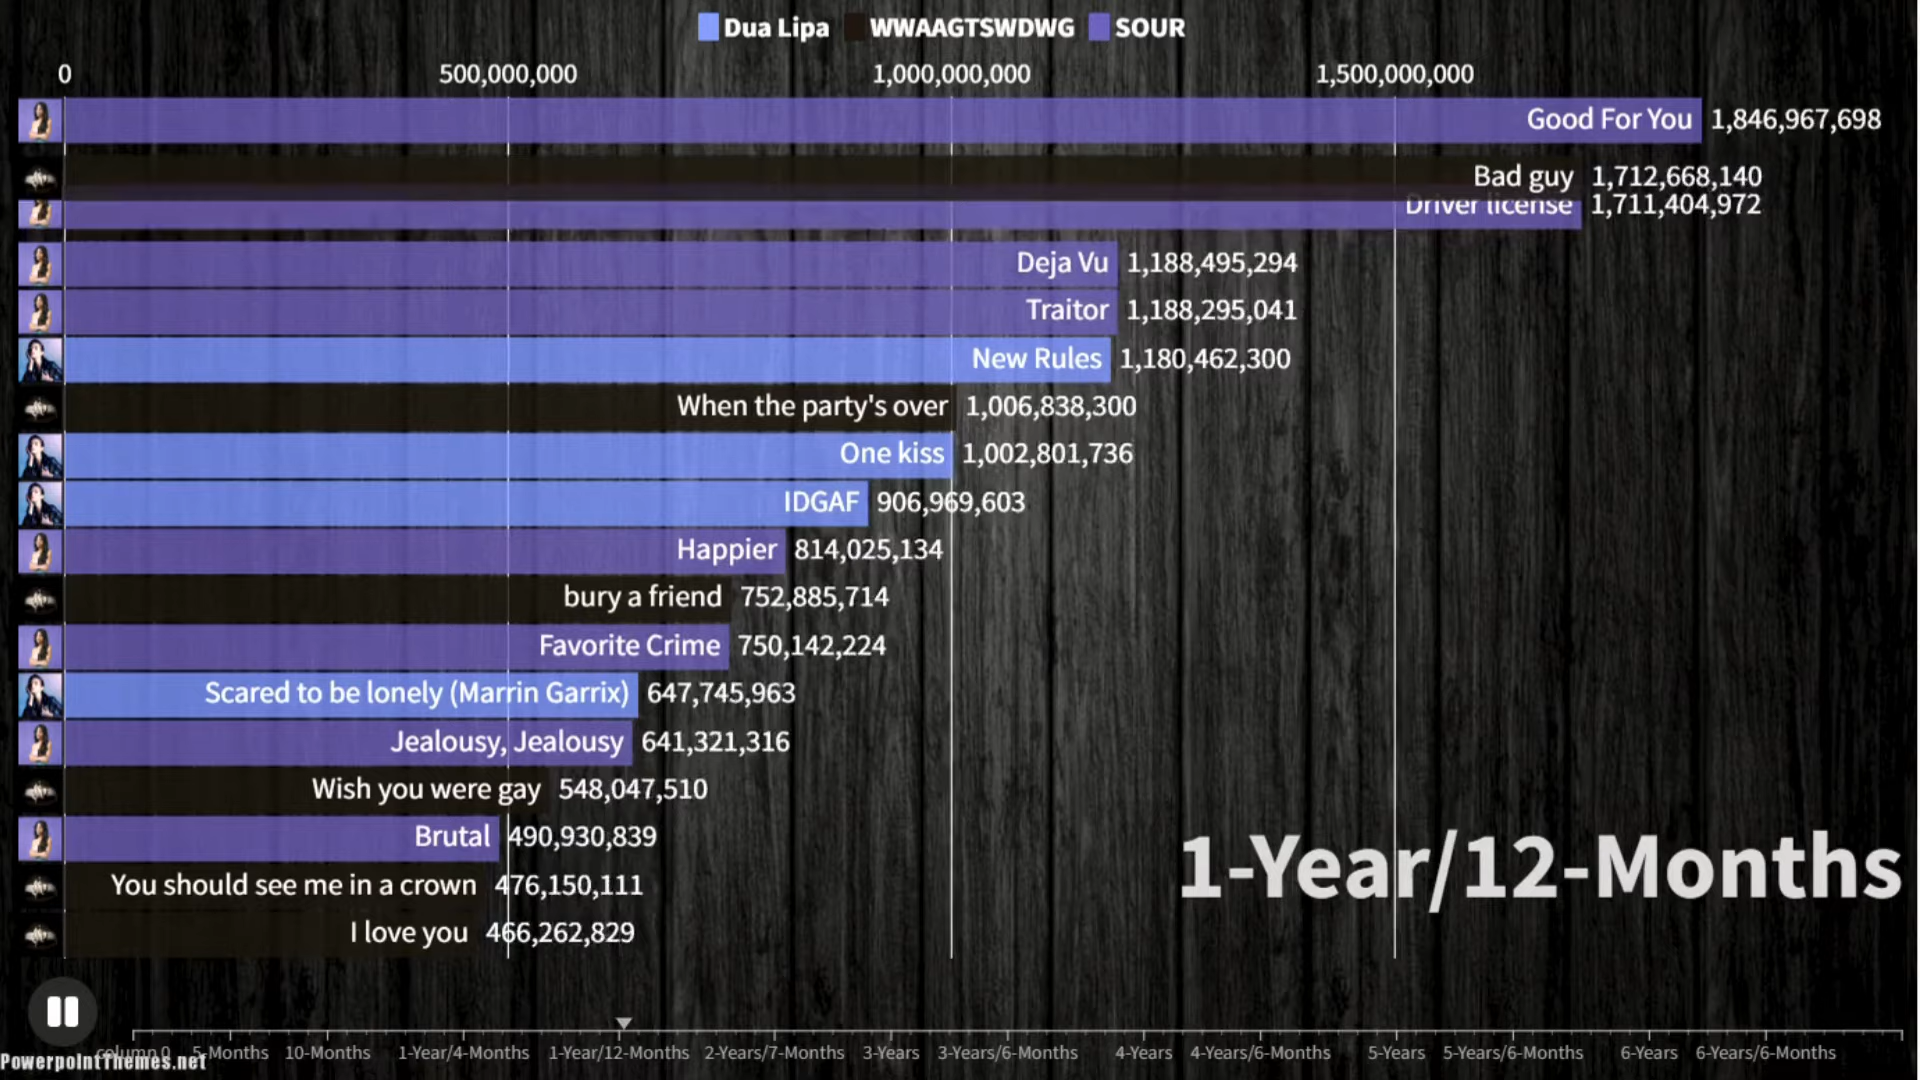 Dua Lipa WWAAGTSWDWG SOUR
0 500,000,000 1,000,000,000 1,500,000,000
Good For You 1,846,967,698
Bad guy 1,712,668,140
Driver license 1,711,404,972
Deja Vu 1,188,495,294
Traitor 1,188,295,041
New Rules 1,180,462,300
When the party's over 1,006,838,300
One kiss 1,002,801,736
IDGAF 906,969,603
Happier 814,025,134
bury a friend 752,885,714
Favorite Crime 750,142,224
Scared to be lonely (Marrin Garrix) 647,745,963
Jealousy, Jealousy 641,321,316
Wish you were gay 548,047,510
Brutal 490,930,839
You should see me in a crown 476,150,111
I love you 466,262,829
1-Year/12-Months
column 0 5-Months 10-Months 1-Year/4-Months 1-Year/12-Months 2-Years/7-Months 3-Years 3-Years/6-Months 4-Years 4-Years/6-Months 5-Years 5-Years/6-Months 6-Years 6-Years/6-Months
PowerpointThemes.net